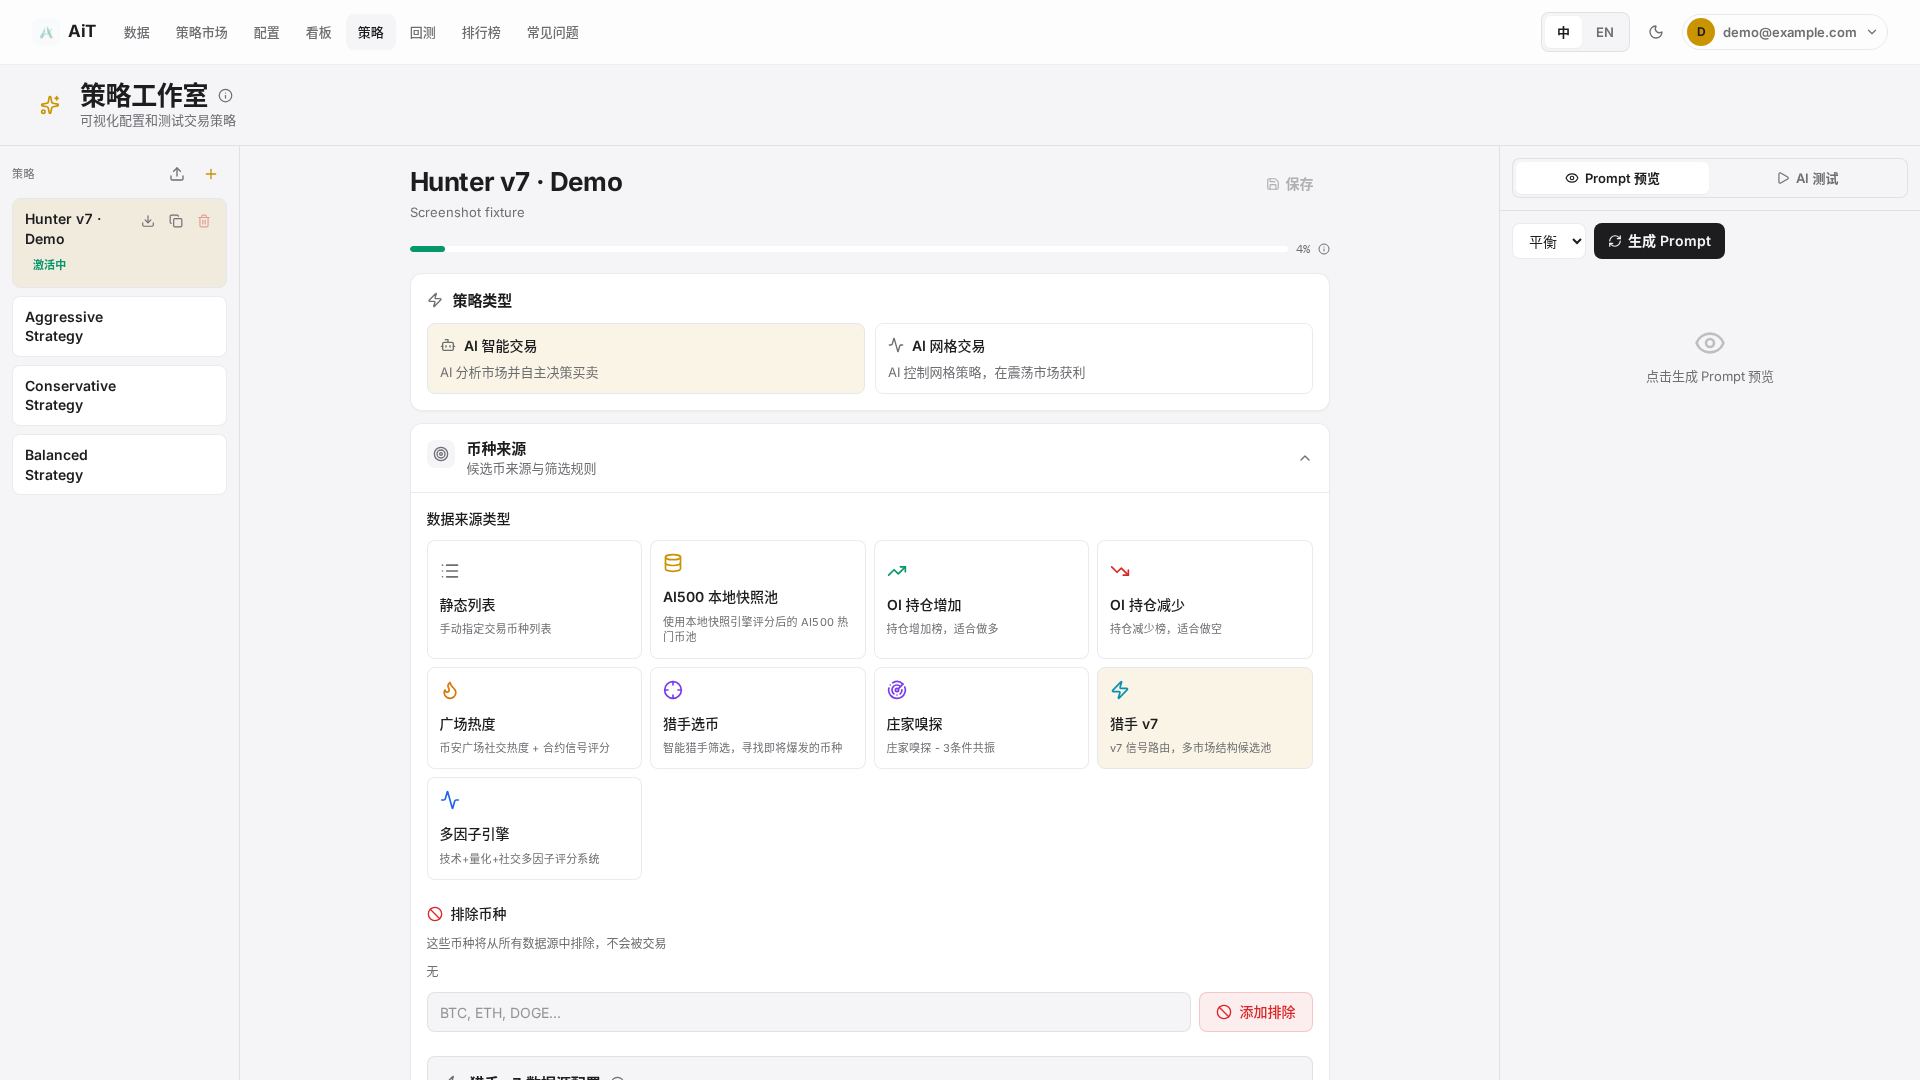 AiT
数据
策略市场
配置
看板
策略
回测
排行榜
常见问题
中
EN
D
demo@example.com
策略工作室
可视化配置和测试交易策略
策略
Hunter v7 ·
Demo
激活中
Aggressive
Strategy
Conservative
Strategy
Balanced
Strategy
Hunter v7 · Demo
保存
Screenshot fixture
4%
策略类型
AI 智能交易
AI 分析市场并自主决策买卖
AI 网格交易
AI 控制网格策略，在震荡市场获利
币种来源
候选币来源与筛选规则
数据来源类型
静态列表
手动指定交易币种列表
AI500 本地快照池
使用本地快照引擎评分后的 AI500 热
门币池
OI 持仓增加
持仓增加榜，适合做多
OI 持仓减少
持仓减少榜，适合做空
广场热度
币安广场社交热度 + 合约信号评分
猎手选币
智能猎手筛选，寻找即将爆发的币种
庄家嗅探
庄家嗅探 - 3条件共振
猎手 v7
v7 信号路由，多市场结构候选池
多因子引擎
技术+量化+社交多因子评分系统
排除币种
这些币种将从所有数据源中排除，不会被交易
无
BTC, ETH, DOGE...
添加排除
Prompt 预览
AI 测试
平衡
生成 Prompt
点击生成 Prompt 预览